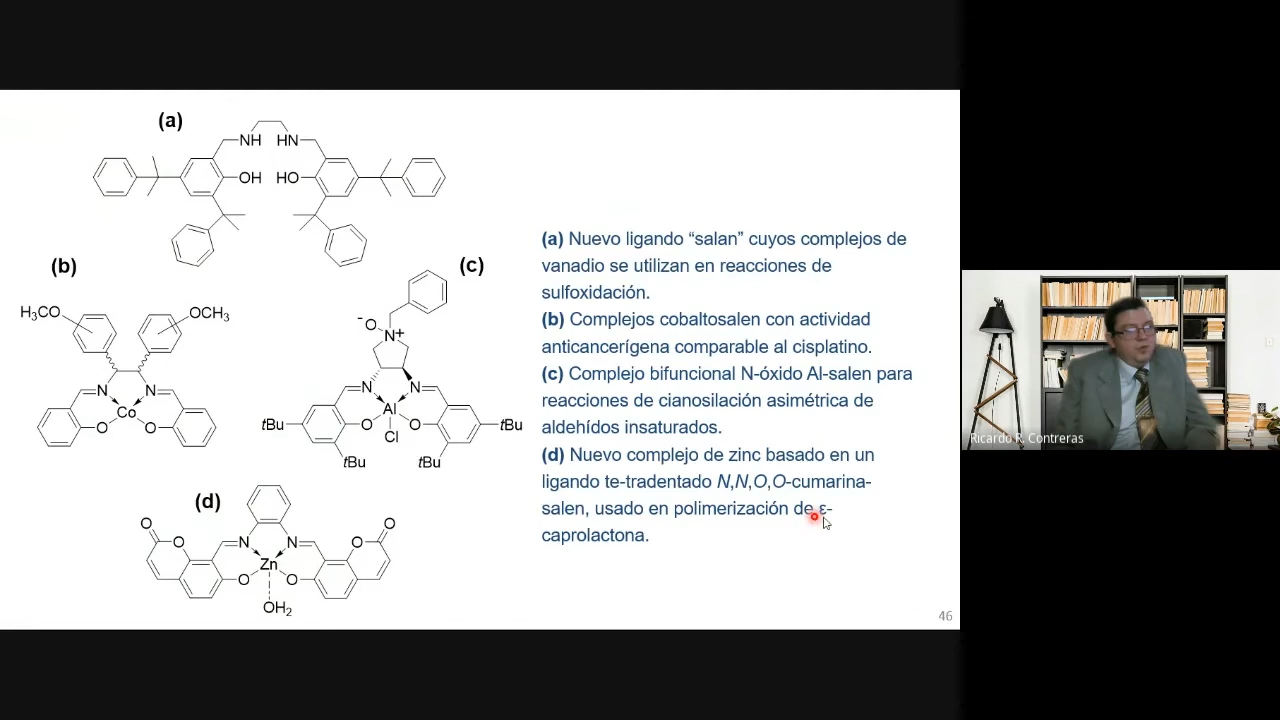 (a)
NH HN
OH HO
(b)
(c)
H₃CO
OCH₃
N N
Co
O O
⁻O
N⁺
N N
Al
O O
Cl
tBu
tBu
tBu
tBu
(d)
O O
O O
N N
Zn
O O
OH₂
(a) Nuevo ligando “salan” cuyos complejos de
vanadio se utilizan en reacciones de
sulfoxidación.
(b) Complejos cobaltosalen con actividad
anticancerígena comparable al cisplatino.
(c) Complejo bifuncional N-óxido Al-salen para
reacciones de cianosilación asimétrica de
aldehídos insaturados.
(d) Nuevo complejo de zinc basado en un
ligando te-tradentado N,N,O,O-cumarina-
salen, usado en polimerización de ε-
caprolactona.
46
Ricardo R. Contreras